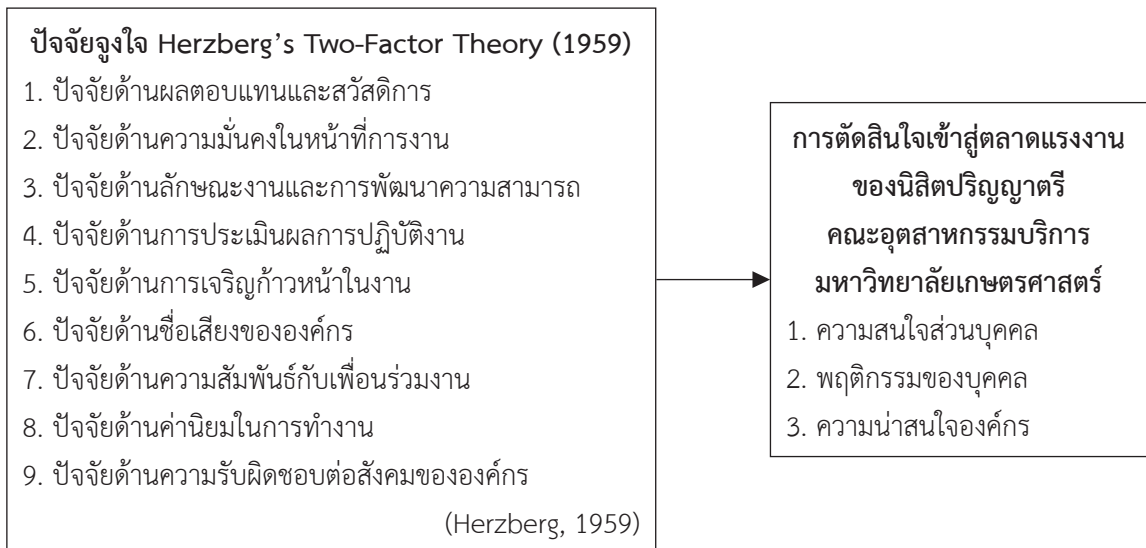 ปัจจัยจูงใจ Herzberg's Two-Factor Theory (1959)
1. ปัจจัยด้านผลตอบแทนและสวัสดิการ
2. ปัจจัยด้านความมั่นคงในหน้าที่การงาน
3. ปัจจัยด้านลักษณะงานและการพัฒนาความสามารถ
4. ปัจจัยด้านการประเมินผลการปฏิบัติงาน
5. ปัจจัยด้านการเจริญก้าวหน้าในงาน
6. ปัจจัยด้านชื่อเสียงขององค์กร
7. ปัจจัยด้านความสัมพันธ์กับเพื่อนร่วมงาน
8. ปัจจัยด้านค่านิยมในการทำงาน
9. ปัจจัยด้านความรับผิดชอบต่อสังคมขององค์กร
(Herzberg, 1959)
การตัดสินใจเข้าสู่ตลาดแรงงาน
ของนิสิตปริญญาตรี
คณะอุตสาหกรรมบริการ
มหาวิทยาลัยเกษตรศาสตร์
1. ความสนใจส่วนบุคคล
2. พฤติกรรมของบุคคล
3. ความน่าสนใจองค์กร